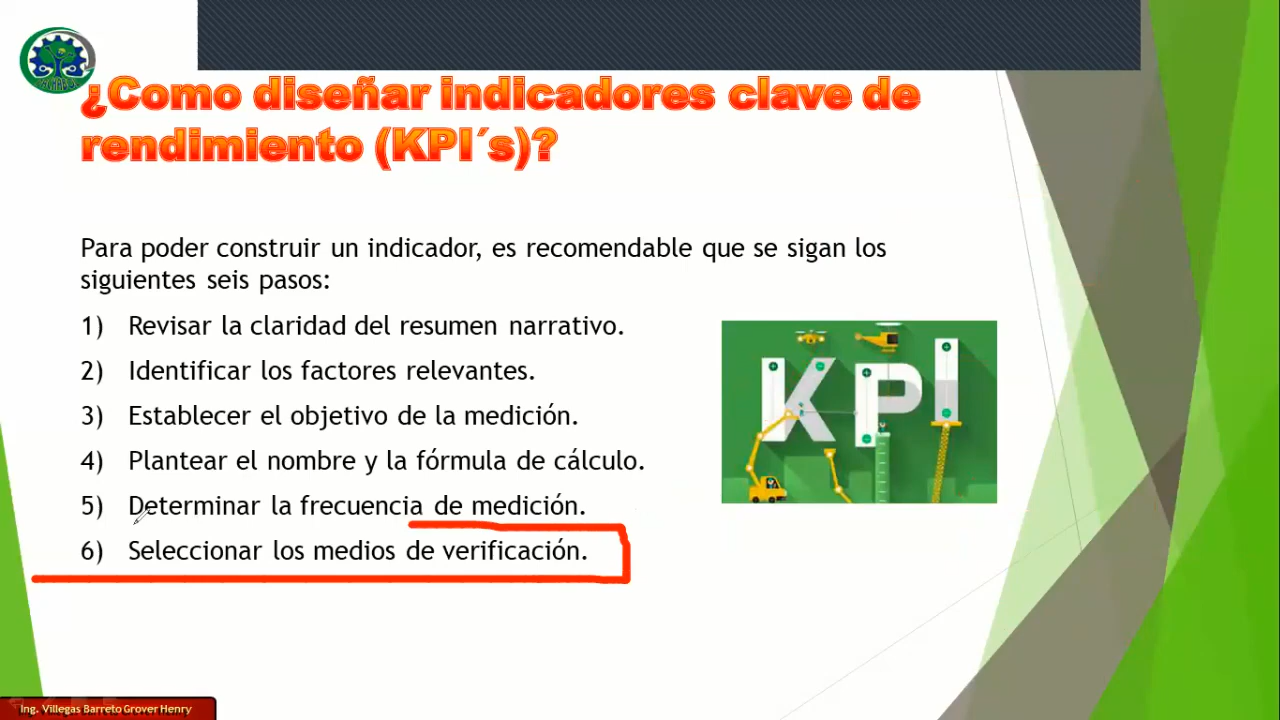 ¿Como diseñar indicadores clave de
rendimiento (KPI´s)?
Para poder construir un indicador, es recomendable que se sigan los
siguientes seis pasos:
1) Revisar la claridad del resumen narrativo.
2) Identificar los factores relevantes.
3) Establecer el objetivo de la medición.
4) Plantear el nombre y la fórmula de cálculo.
5) Determinar la frecuencia de medición.
6) Seleccionar los medios de verificación.
KPI
Ing. Villegas Barreto Grover Henry